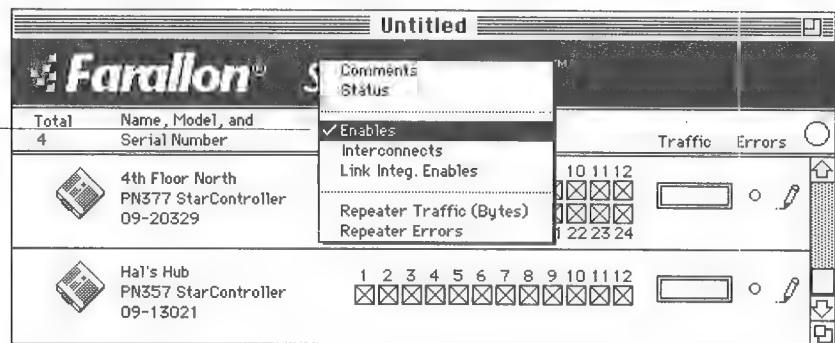 Untitled
Farallon® S ™
Comments
Status
Total
4
Name, Model, and
Serial Number
✓ Enables
Interconnects
Link Integ. Enables
Repeater Traffic (Bytes)
Repeater Errors
Traffic Errors
4th Floor North
PN377 StarController
09-20329
10 11 12
22 23 24
Hal's Hub
PN357 StarController
09-13021
1 2 3 4 5 6 7 8 9 10 11 12